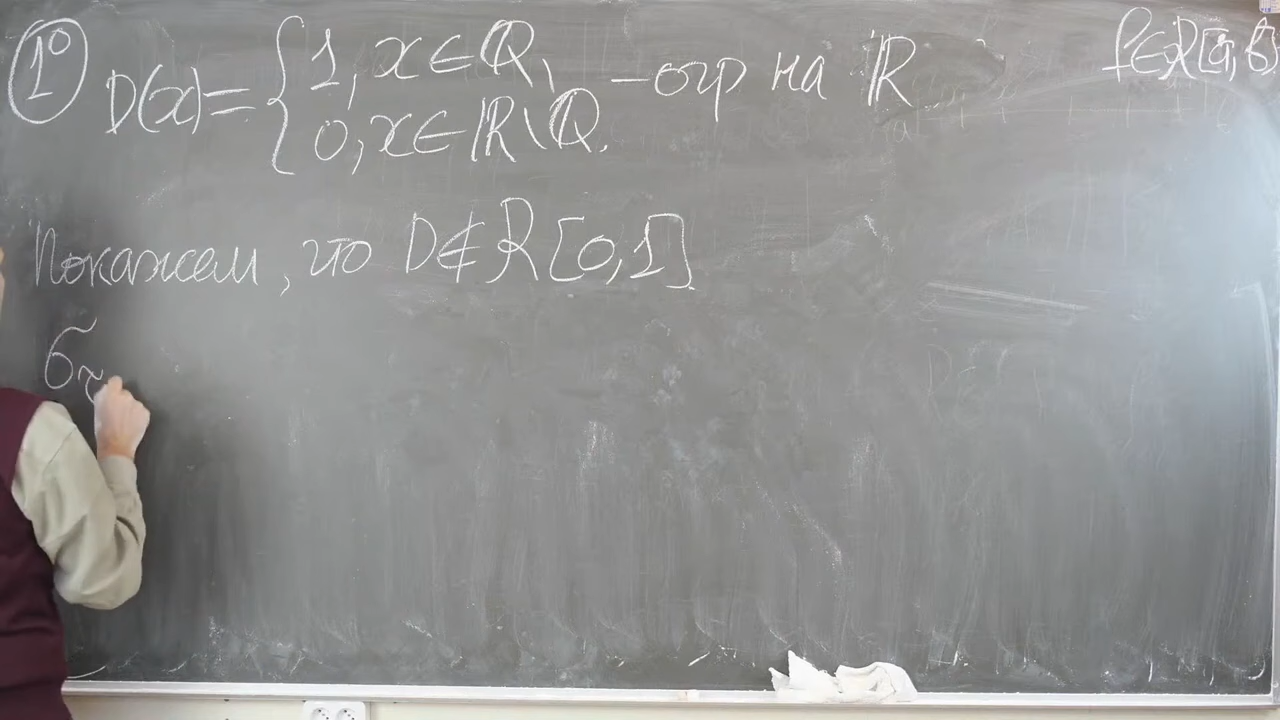 1° D(x) = { 1, x ∈ ℚ, – огр на ℝ
0, x ∈ ℝ \ ℚ.
f ∈ R[a, b]
Покажем, что D ∉ R[0, 1].
σ~